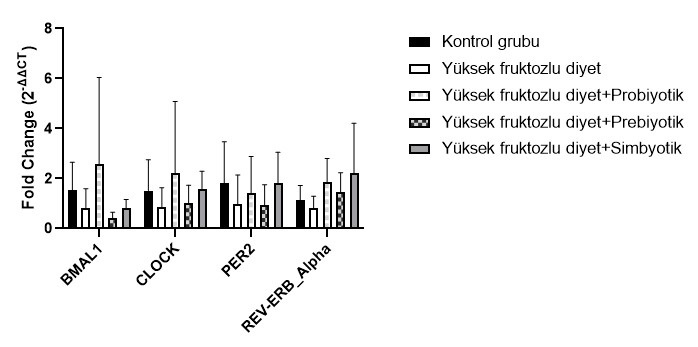 8
6
4
2
0
Fold Change (2^-ΔΔCT)
BMAL1
CLOCK
PER2
REV-ERB_Alpha
Kontrol grubu
Yüksek fruktozlu diyet
Yüksek fruktozlu diyet+Probiyotik
Yüksek fruktozlu diyet+Prebiyotik
Yüksek fruktozlu diyet+Simbyotik